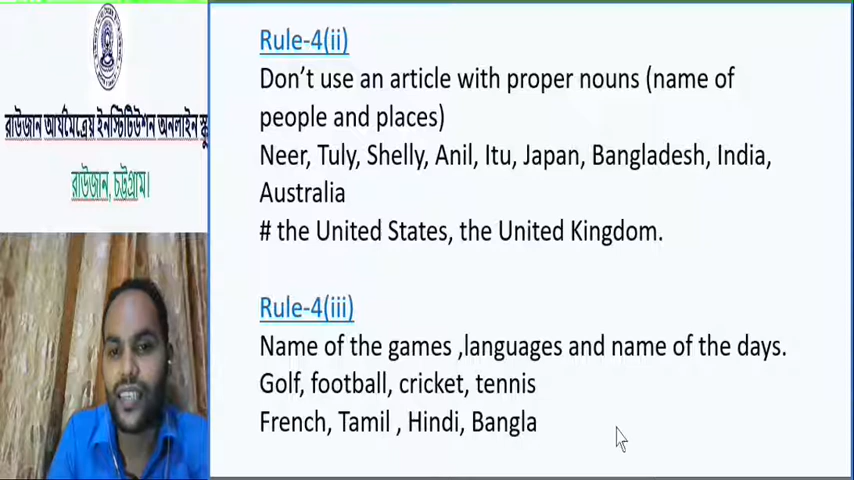 রাউজান আর্যমৈত্রেয় ইনস্টিটিউশন অনলাইন স্কু
রাউজান, চট্টগ্রাম।
Rule-4(ii)
Don’t use an article with proper nouns (name of
people and places)
Neer, Tuly, Shelly, Anil, Itu, Japan, Bangladesh, India,
Australia
# the United States, the United Kingdom.
Rule-4(iii)
Name of the games ,languages and name of the days.
Golf, football, cricket, tennis
French, Tamil , Hindi, Bangla